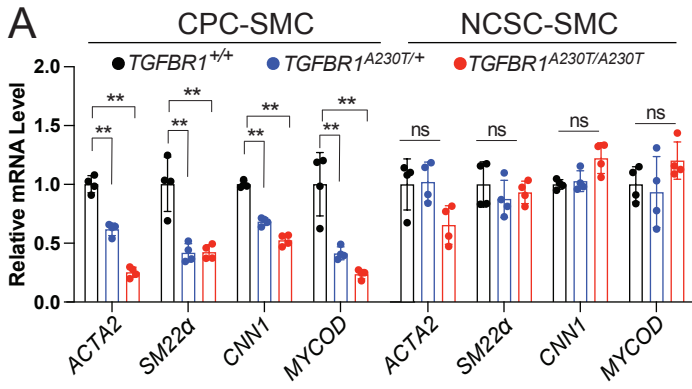 A
CPC-SMC NCSC-SMC
TGFBR1+/+ TGFBR1A230T/+ TGFBR1A230T/A230T
Relative mRNA Level
2.0
1.5
1.0
0.5
0.0
** ** ** ** ** ** ** **
ns ns ns ns
ACTA2 SM22α CNN1 MYCOD ACTA2 SM22α CNN1 MYCOD